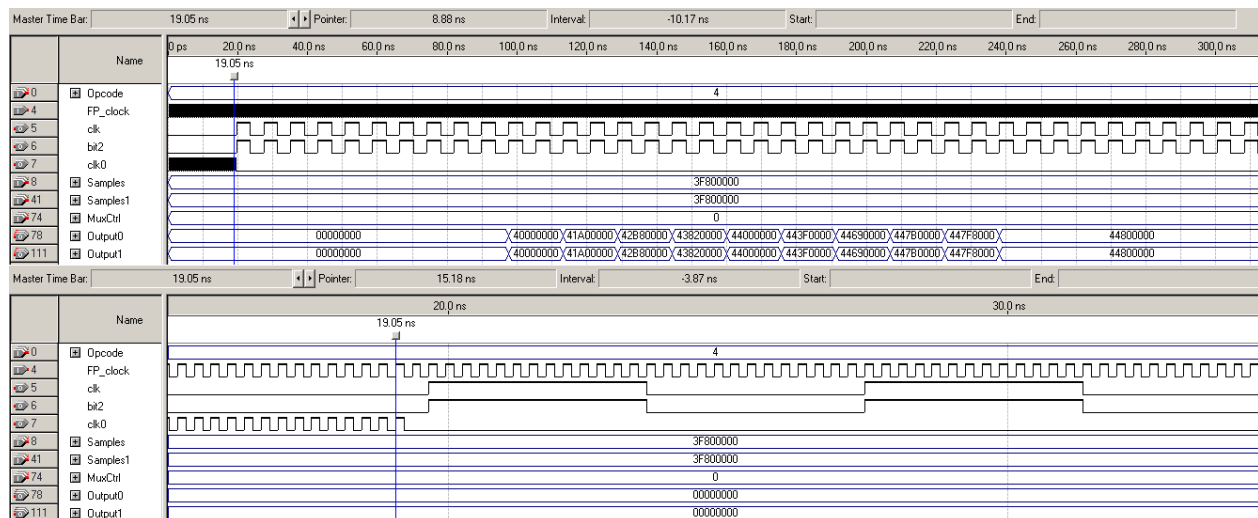 Master Time Bar: 19.05 ns Pointer: 8.88 ns Interval: -10.17 ns Start: End:
Name
0 ps 20.0 ns 40.0 ns 60.0 ns 80.0 ns 100.0 ns 120.0 ns 140.0 ns 160.0 ns 180.0 ns 200.0 ns 220.0 ns 240.0 ns 260.0 ns 280.0 ns 300.0 ns
19.05 ns
0 Opcode 4
4 FP_clock
5 clk
6 bit2
7 clk0
8 Samples 3F800000
41 Samples1 3F800000
74 MuxCtrl 0
78 Output0 00000000 40000000 41A00000 42B80000 43820000 44000000 443F0000 44690000 447B0000 447F8000 44800000
111 Output1 00000000 40000000 41A00000 42B80000 43820000 44000000 443F0000 44690000 447B0000 447F8000 44800000
Master Time Bar: 19.05 ns Pointer: 15.18 ns Interval: -3.87 ns Start: End:
Name
20.0 ns 30.0 ns
19.05 ns
0 Opcode 4
4 FP_clock
5 clk
6 bit2
7 clk0
8 Samples 3F800000
41 Samples1 3F800000
74 MuxCtrl 0
78 Output0 00000000
111 Output1 00000000